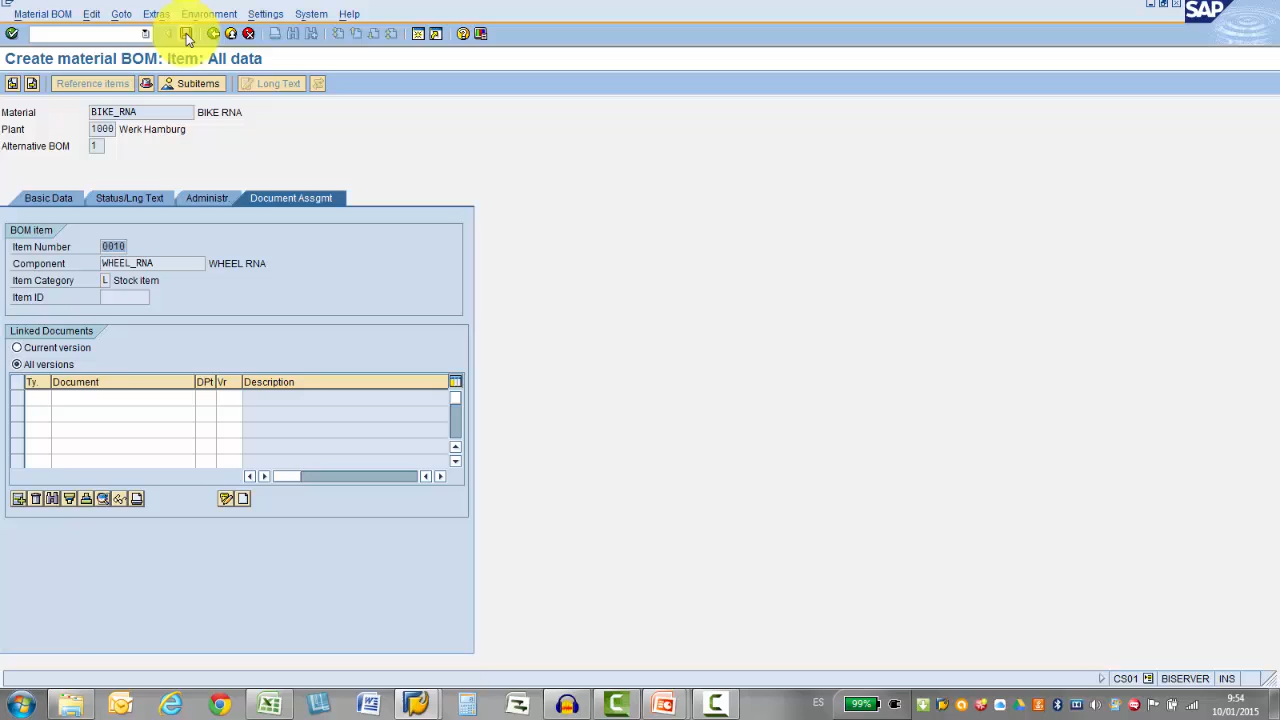 Material BOM Edit Goto Extras Environment Settings System Help
SAP
Create material BOM: Item: All data
Reference items Subitems Long Text
Material BIKE_RNA BIKE RNA
Plant 1000 Werk Hamburg
Alternative BOM 1
Basic Data Status/Lng Text Administr. Document Assgmt
BOM item
Item Number 0010
Component WHEEL_RNA WHEEL RNA
Item Category L Stock item
Item ID
Linked Documents
Current version
All versions
Ty. Document DPt Vr Description
CS01 BISERVER INS
ES 99% 9:54
10/01/2015